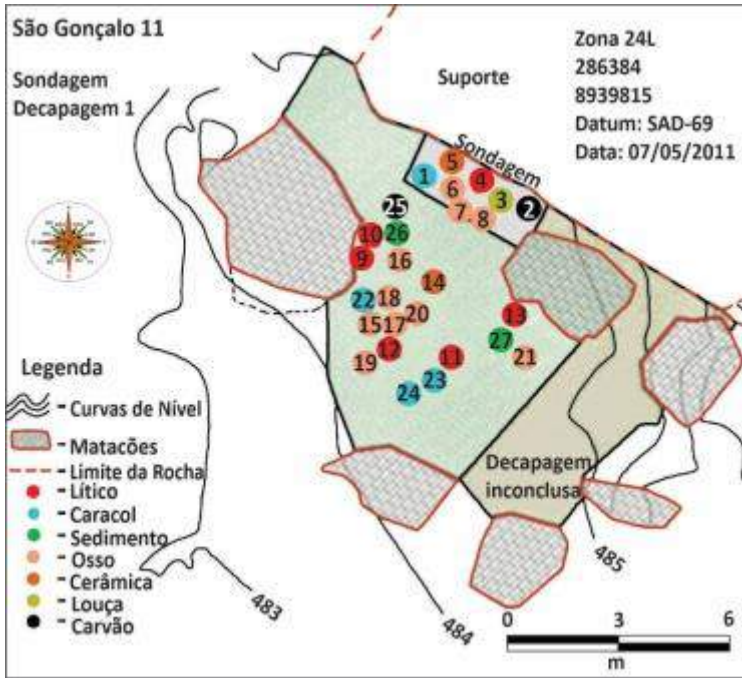 São Gonçalo 11
Sondagem
Decapagem 1
Suporte
Zona 24L
286384
8939815
Datum: SAD-69
Data: 07/05/2011
Sondagem
5
1
4
6
3
2
7
8
25
10
26
9
16
14
22
18
20
13
15
17
27
12
11
21
19
23
24
Legenda
- Curvas de Nível
- Matacões
- Limite da Rocha
- Lítico
- Caracol
- Sedimento
- Osso
- Cerâmica
- Louça
- Carvão
Decapagem
inconclusa
485
483
484
0 3 6
m